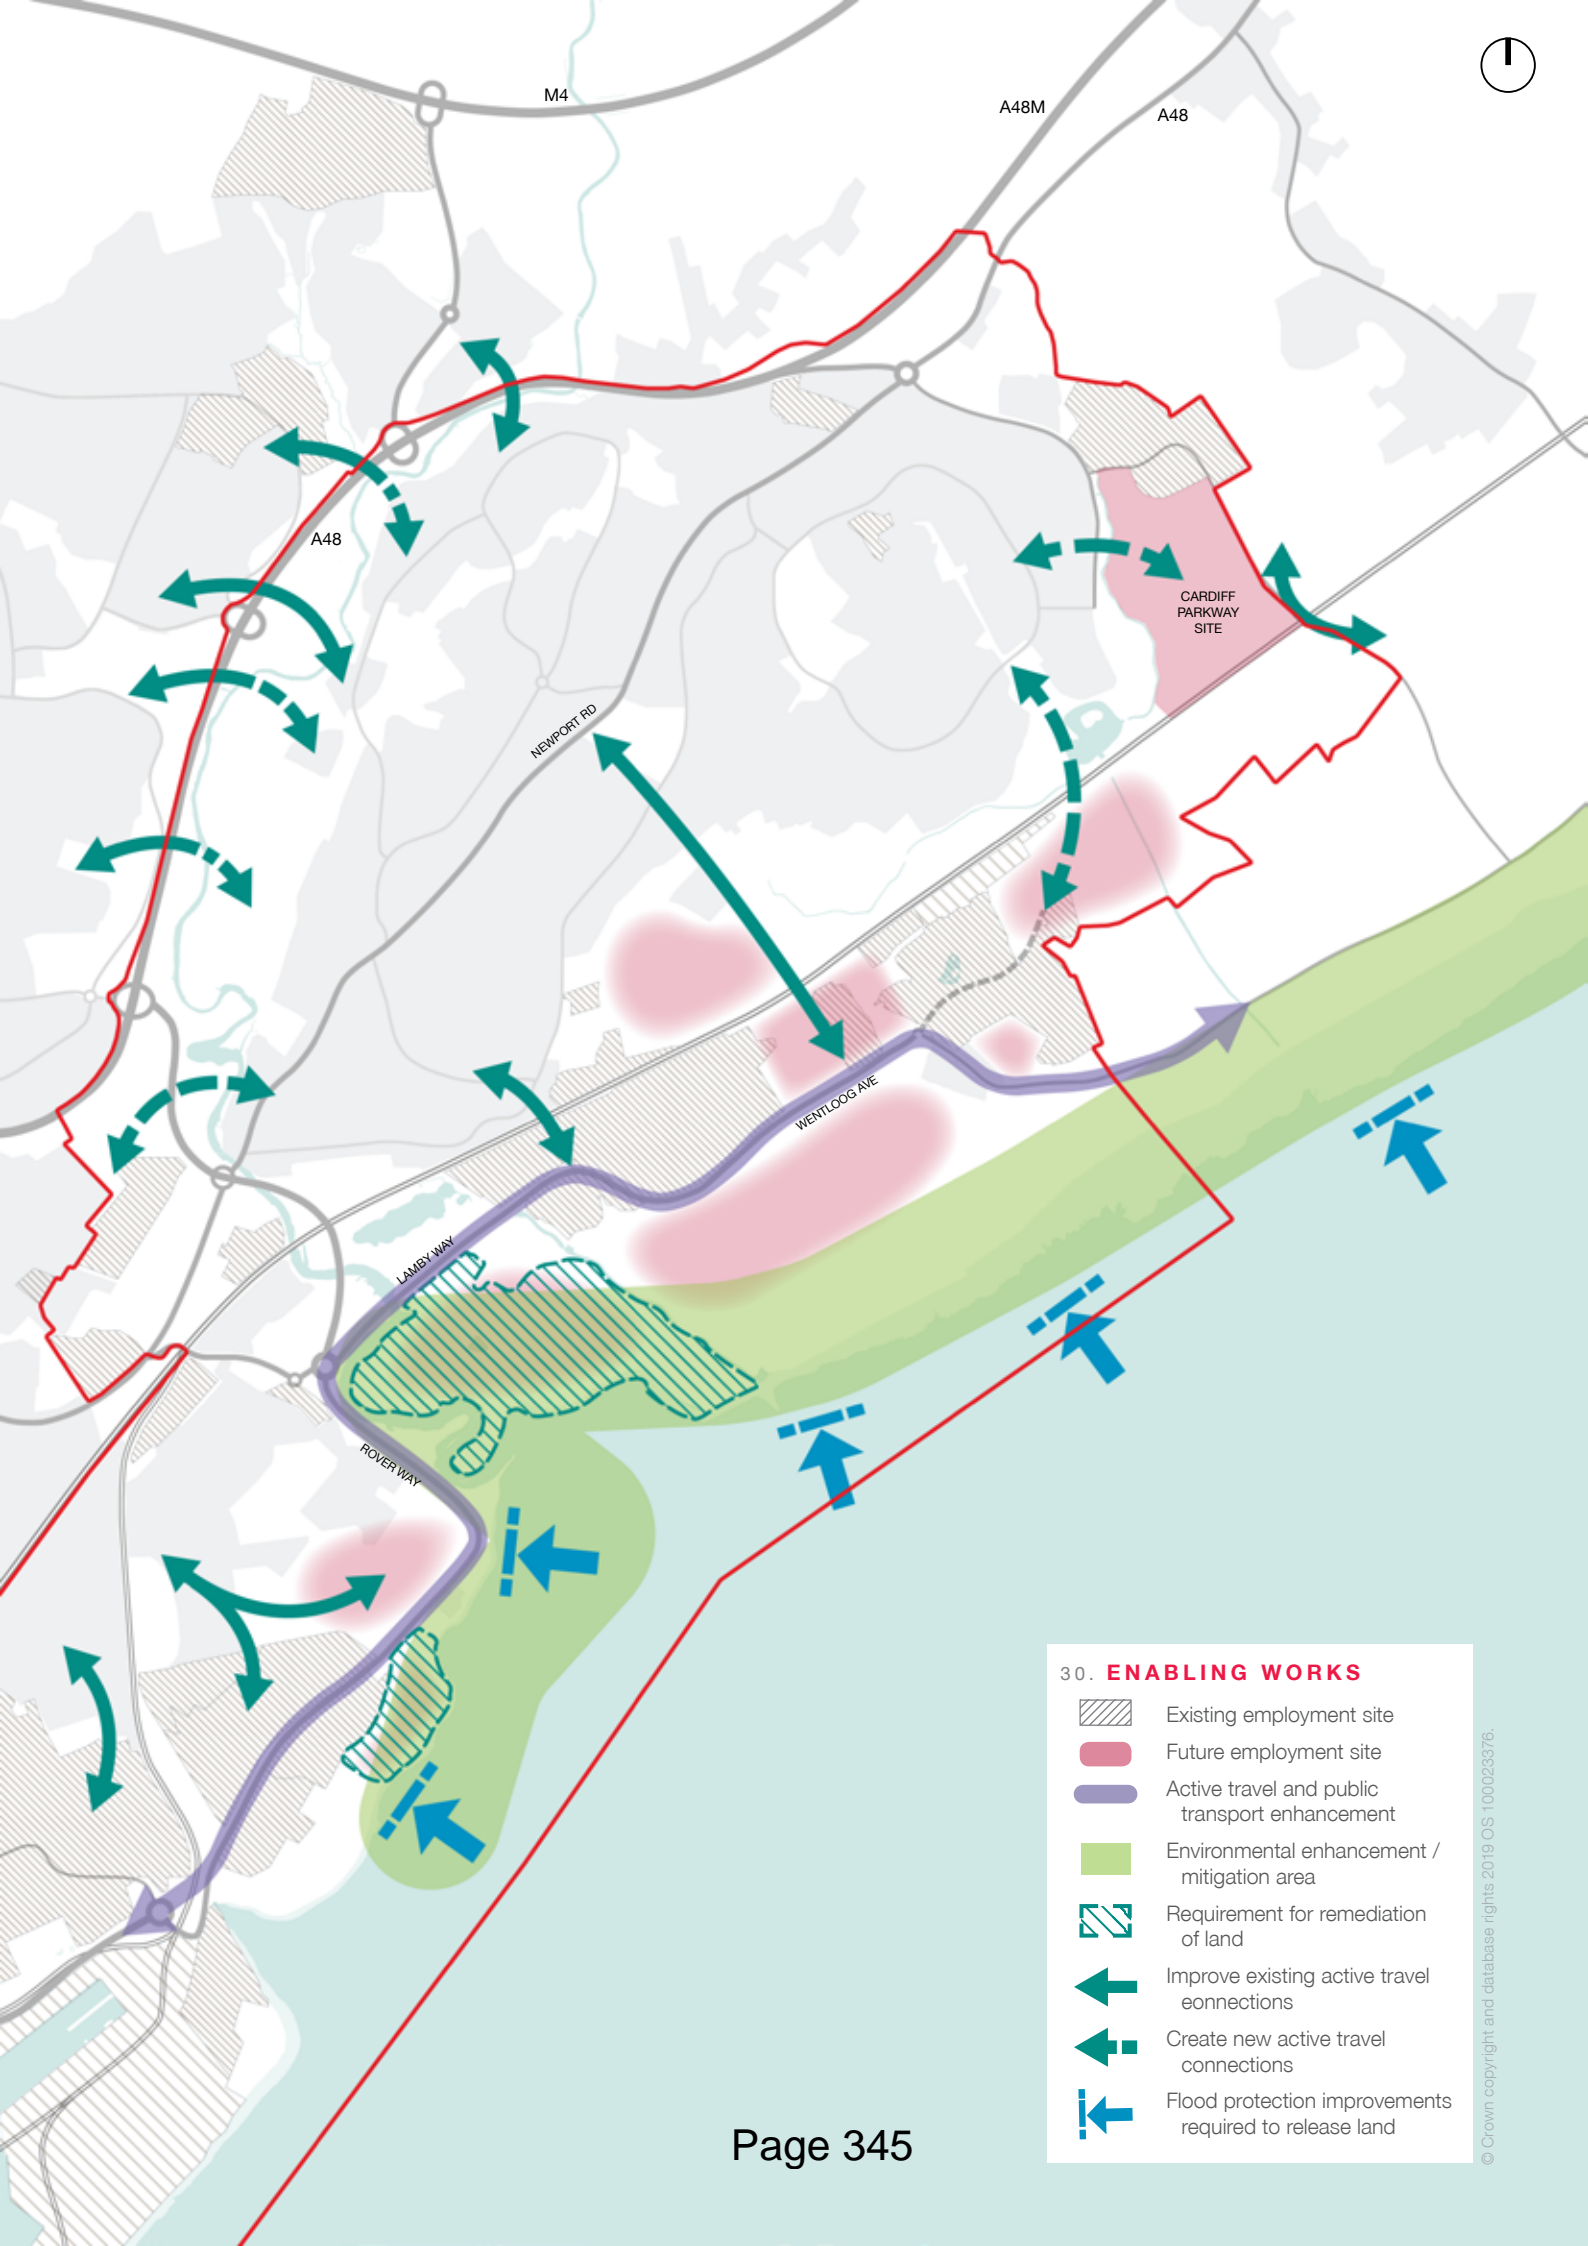 M4
A48M
A48
A48
CARDIFF
PARKWAY
SITE
NEWPORT RD
WENTLOOG AVE
LAMBY WAY
ROVER WAY
30. ENABLING WORKS
Existing employment site
Future employment site
Active travel and public
transport enhancement
Environmental enhancement /
mitigation area
Requirement for remediation
of land
Improve existing active travel
eonnections
Create new active travel
connections
Flood protection improvements
required to release land
© Crown copyright and database rights 2019 OS 100023376.
Page 345